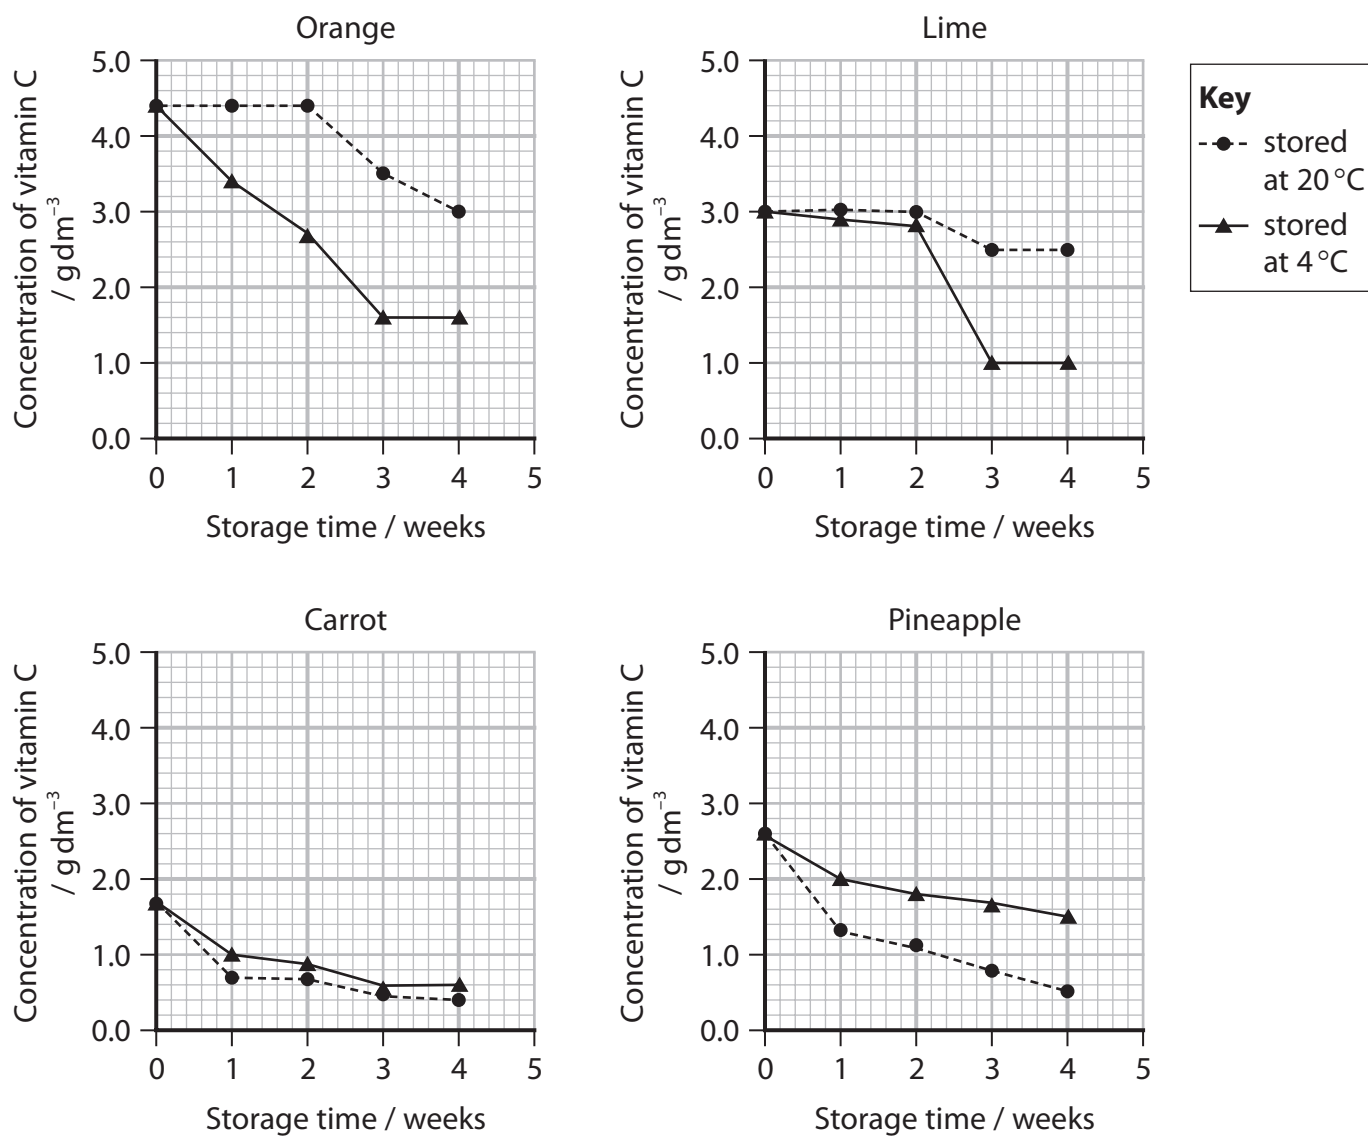 Orange
5.0
4.0
3.0
2.0
1.0
0.0
Concentration of vitamin C
/ g dm⁻³
0 1 2 3 4 5
Storage time / weeks
Lime
5.0
4.0
3.0
2.0
1.0
0.0
Concentration of vitamin C
/ g dm⁻³
0 1 2 3 4 5
Storage time / weeks
Key
stored
at 20 °C
stored
at 4 °C
Carrot
5.0
4.0
3.0
2.0
1.0
0.0
Concentration of vitamin C
/ g dm⁻³
0 1 2 3 4 5
Storage time / weeks
Pineapple
5.0
4.0
3.0
2.0
1.0
0.0
Concentration of vitamin C
/ g dm⁻³
0 1 2 3 4 5
Storage time / weeks